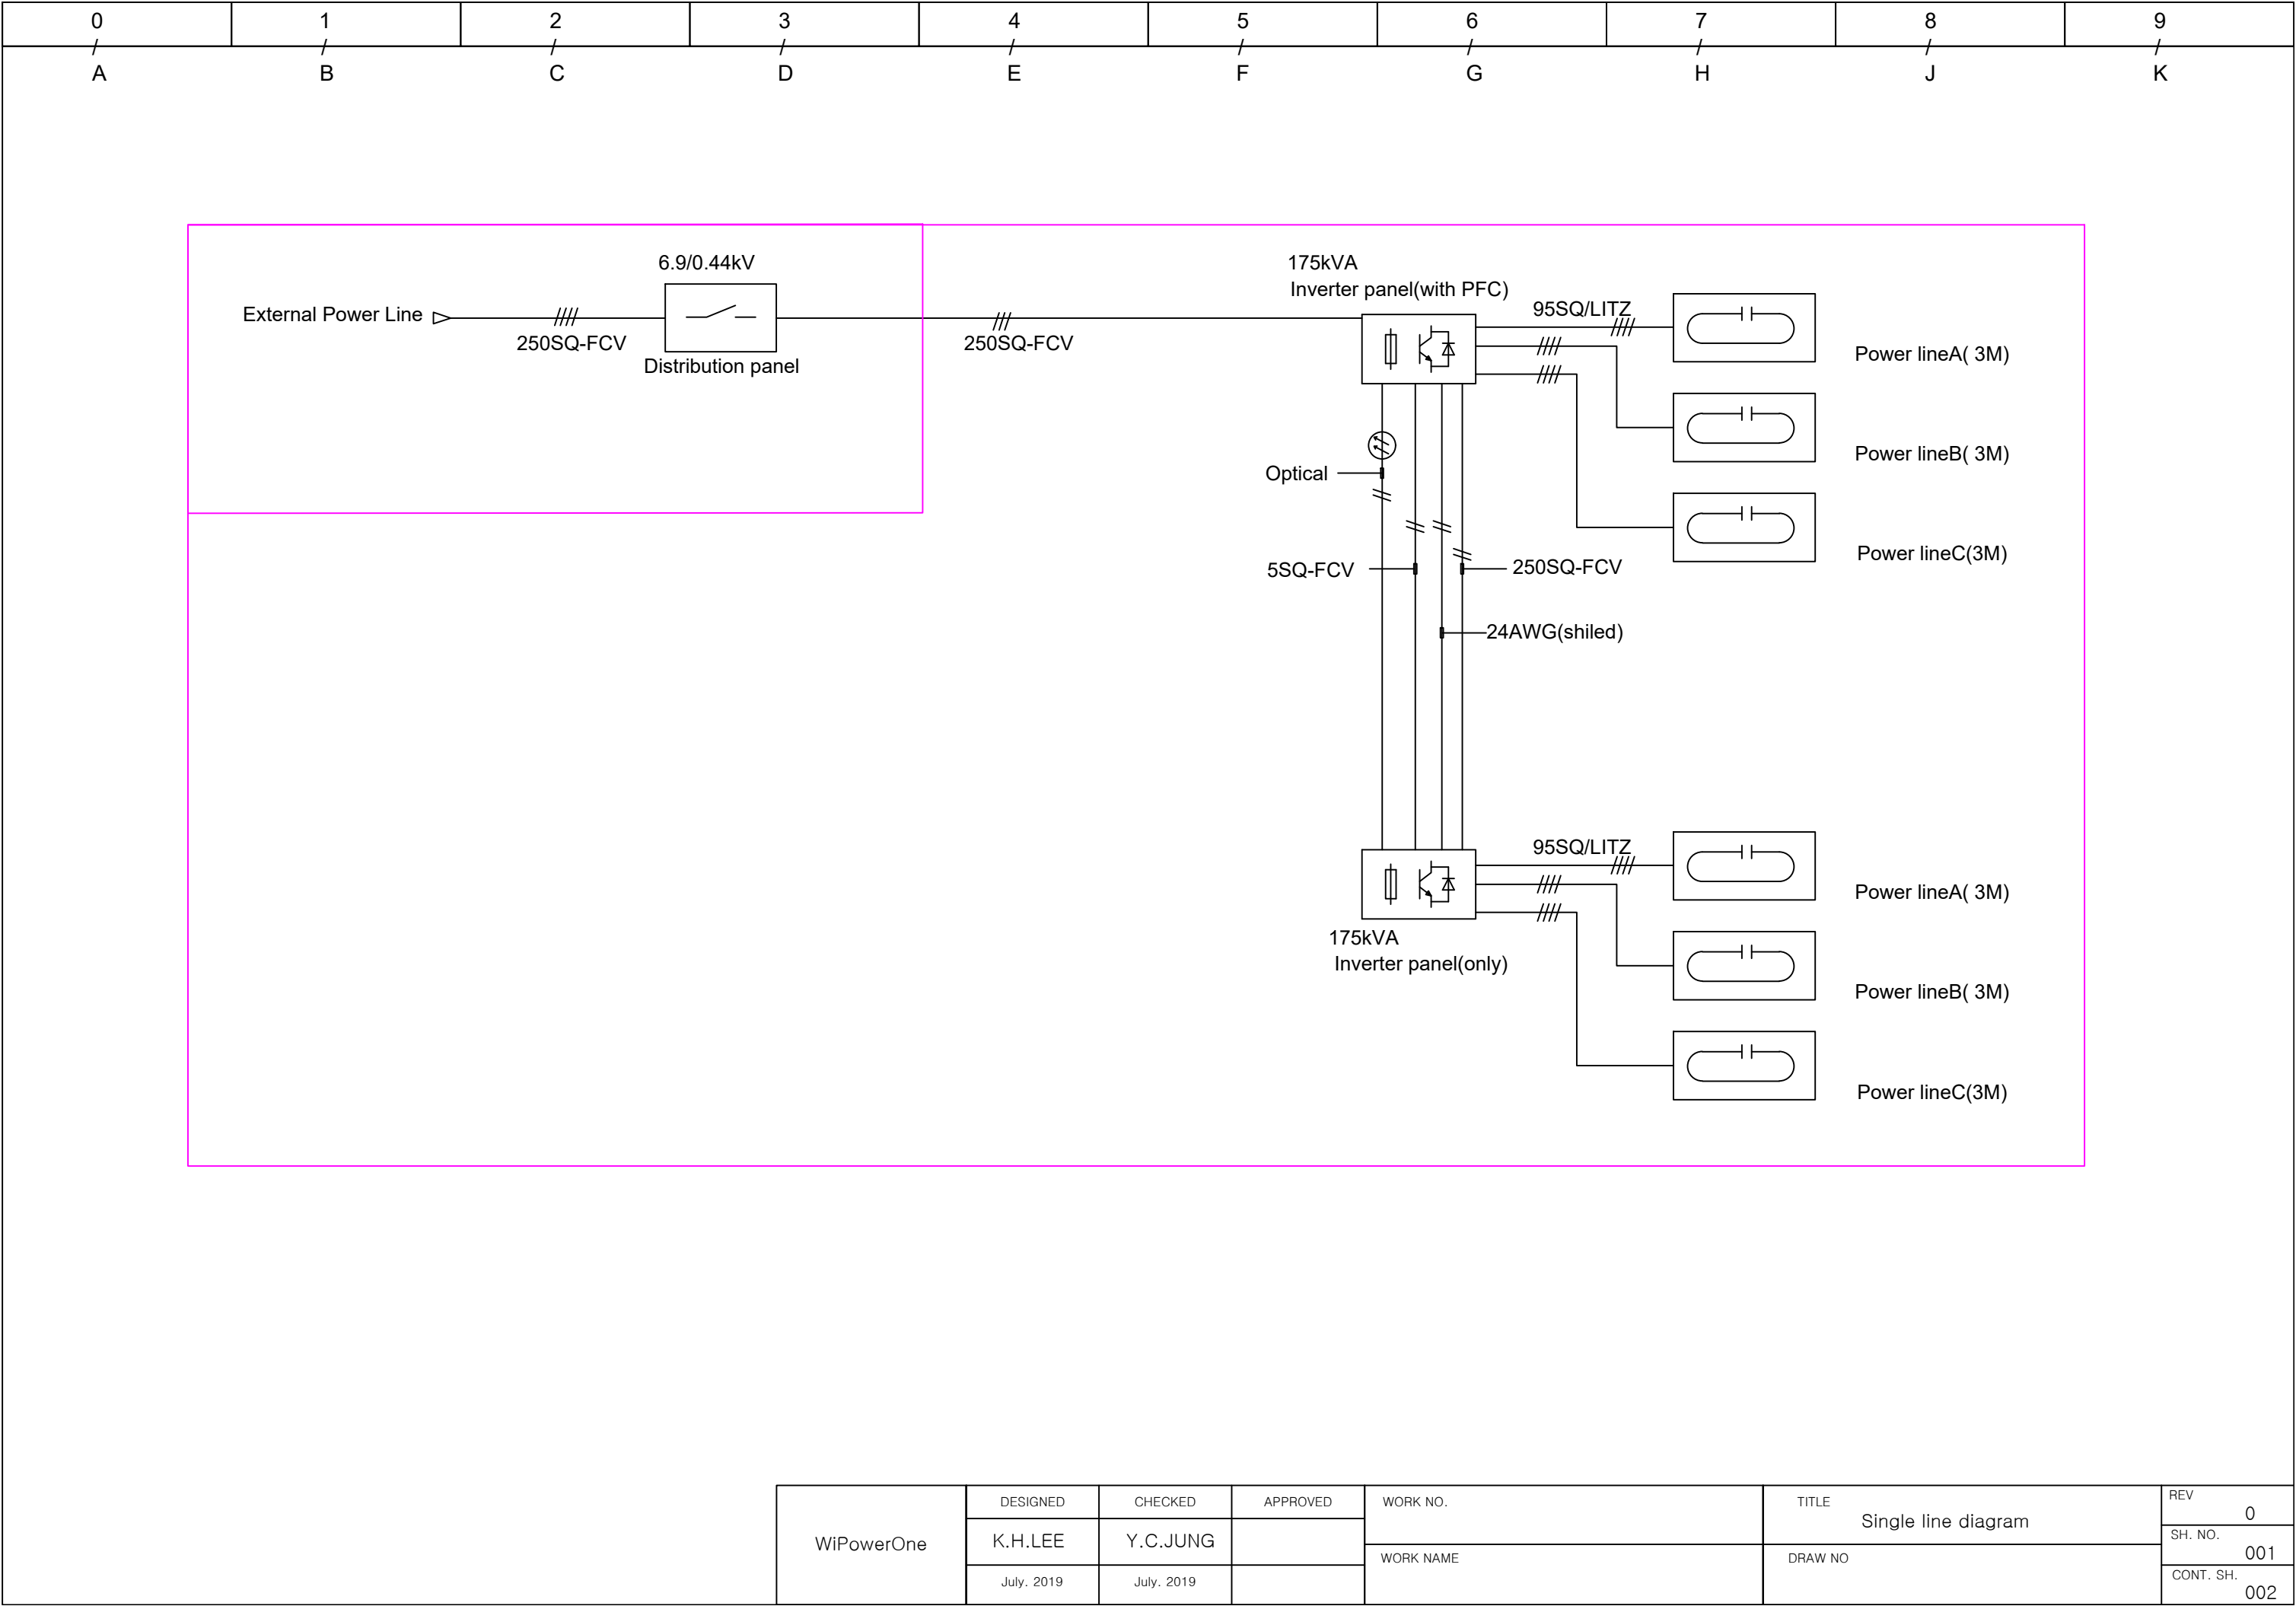 0 1 2 3 4 5 6 7 8 9
A B C D E F G H J K
6.9/0.44kV
External Power Line
250SQ-FCV
Distribution panel
250SQ-FCV
175kVA
Inverter panel(with PFC)
95SQ/LITZ
Power lineA( 3M)
Power lineB( 3M)
Power lineC(3M)
Optical
5SQ-FCV
250SQ-FCV
24AWG(shiled)
95SQ/LITZ
175kVA
Inverter panel(only)
Power lineA( 3M)
Power lineB( 3M)
Power lineC(3M)
WiPowerOne
DESIGNED
K.H.LEE
July. 2019
CHECKED
Y.C.JUNG
July. 2019
APPROVED
WORK NO.
WORK NAME
TITLE
Single line diagram
DRAW NO
REV
0
SH. NO.
001
CONT. SH.
002